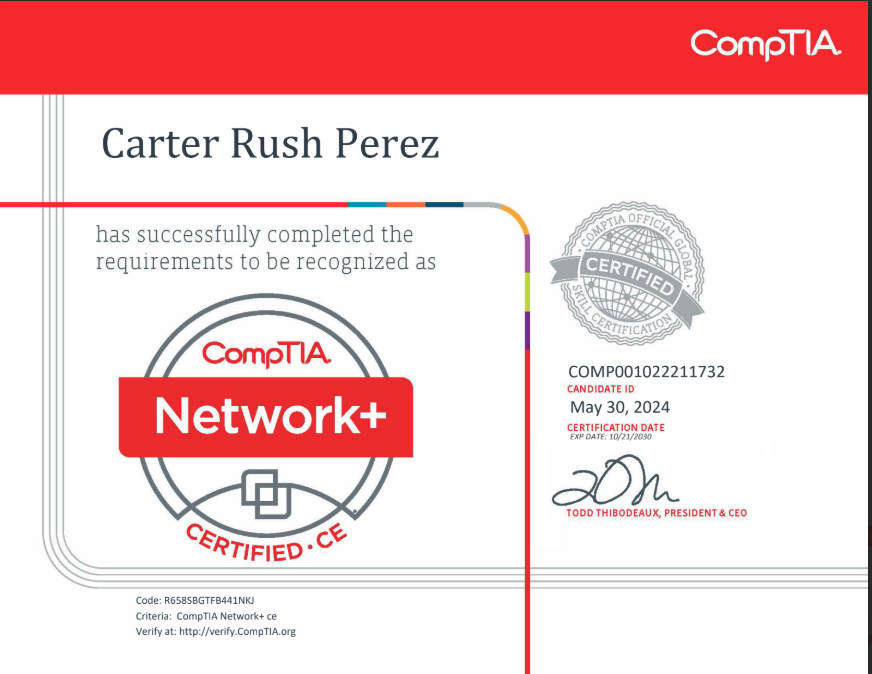 CompTIA.
Carter Rush Perez
has successfully completed the
requirements to be recognized as
CompTIA.
Network+
CERTIFIED • CE
COMPTIA OFFICIAL GLOBAL
CERTIFIED
SKILL CERTIFICATION
COMP001022211732
CANDIDATE ID
May 30, 2024
CERTIFICATION DATE
EXP DATE: 10/21/2030
TODD THIBODEAUX, PRESIDENT & CEO
Code: R658SBGTFB441NKJ
Criteria: CompTIA Network+ ce
Verify at: http://verify.CompTIA.org